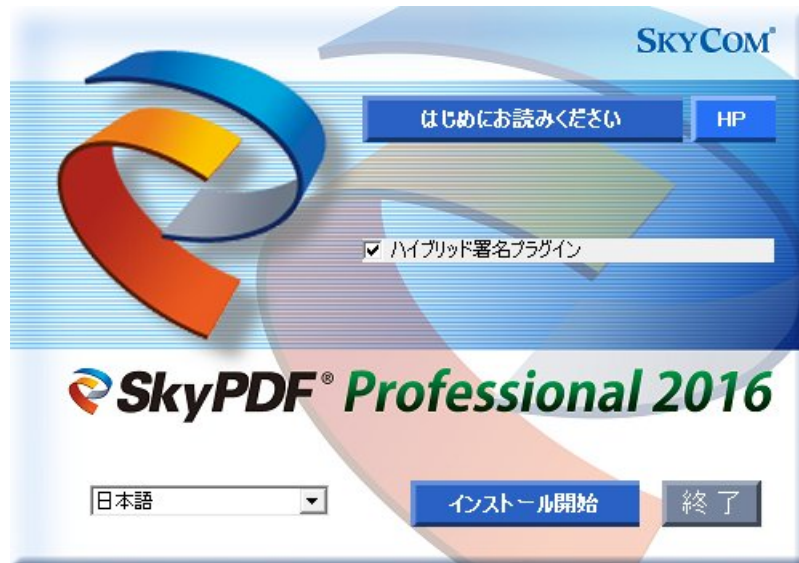 SKYCOM®
はじめにお読みください HP
ハイブリッド署名プラグイン
SkyPDF® Professional 2016
日本語
インストール開始 終了